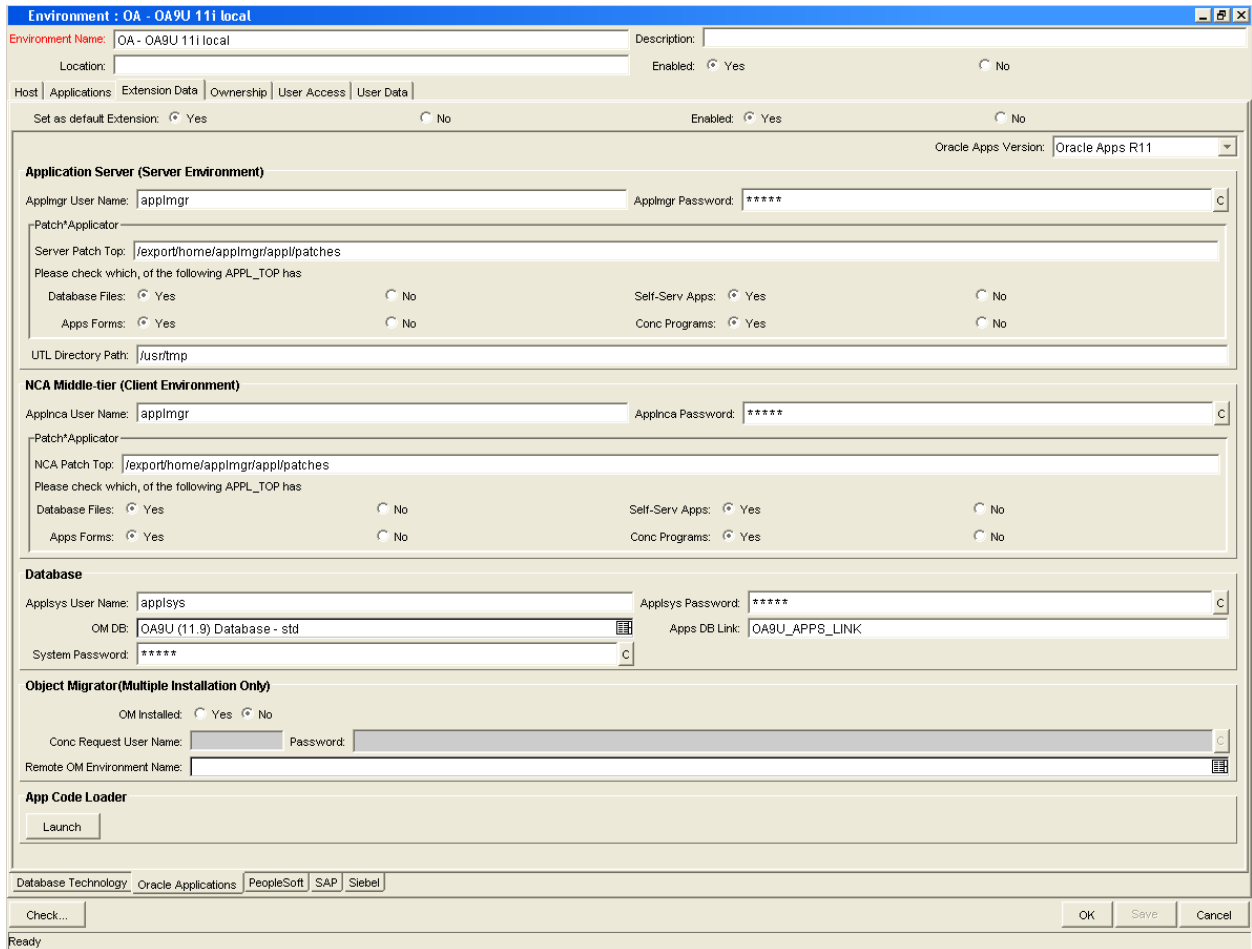 Environment : OA - OA9U 11i local
Environment Name: OA - OA9U 11i local Description:
Location: Enabled: Yes No
Host Applications Extension Data Ownership User Access User Data
Set as default Extension: Yes No Enabled: Yes No
Oracle Apps Version: Oracle Apps R11
Application Server (Server Environment)
Applmgr User Name: applmgr Applmgr Password: ***** C
Patch*Applicator
Server Patch Top: /export/home/applmgr/appl/patches
Please check which, of the following APPL_TOP has
Database Files: Yes No Self-Serv Apps: Yes No
Apps Forms: Yes No Conc Programs: Yes No
UTL Directory Path: /usr/tmp
NCA Middle-tier (Client Environment)
Applnca User Name: applmgr Applnca Password: ***** C
Patch*Applicator
NCA Patch Top: /export/home/applmgr/appl/patches
Please check which, of the following APPL_TOP has
Database Files: Yes No Self-Serv Apps: Yes No
Apps Forms: Yes No Conc Programs: Yes No
Database
Applsys User Name: applsys Applsys Password: ***** C
OM DB: OA9U (11.9) Database - std Apps DB Link: OA9U_APPS_LINK
System Password: ***** C
Object Migrator(Multiple Installation Only)
OM Installed: Yes No
Conc Request User Name: Password: C
Remote OM Environment Name:
App Code Loader
Launch
Database Technology Oracle Applications PeopleSoft SAP Siebel
Check... OK Save Cancel
Ready